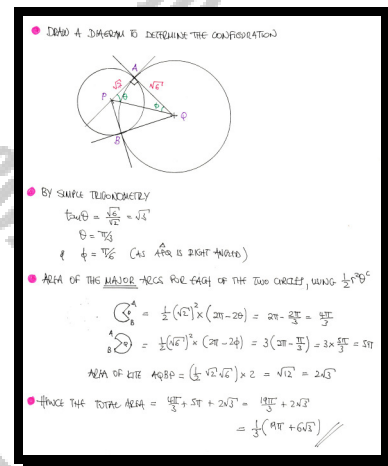 DRAW A DIAGRAM TO DETERMINE THE CONFIGURATION
A
√2
√6
P
θ
φ
Q
B
BY SIMPLE TRIGONOMETRY
tanθ = √6/√2 = √3
θ = π/3
& φ = π/6 (AS APQ IS RIGHT ANGLED)
AREA OF THE MAJOR ARCS FOR EACH OF THE TWO CIRCLES, USING ½r²θᶜ
A P B = ½(√2)² × (2π - 2θ) = 2π - 2π/3 = 4π/3
A Q B = ½(√6)² × (2π - 2φ) = 3(2π - π/3) = 3 × 5π/3 = 5π
AREA OF KITE AQBP = (½ √2 √6) × 2 = √12 = 2√3
HENCE THE TOTAL AREA = 4π/3 + 5π + 2√3 = 19π/3 + 2√3
= ⅓(19π + 6√3)